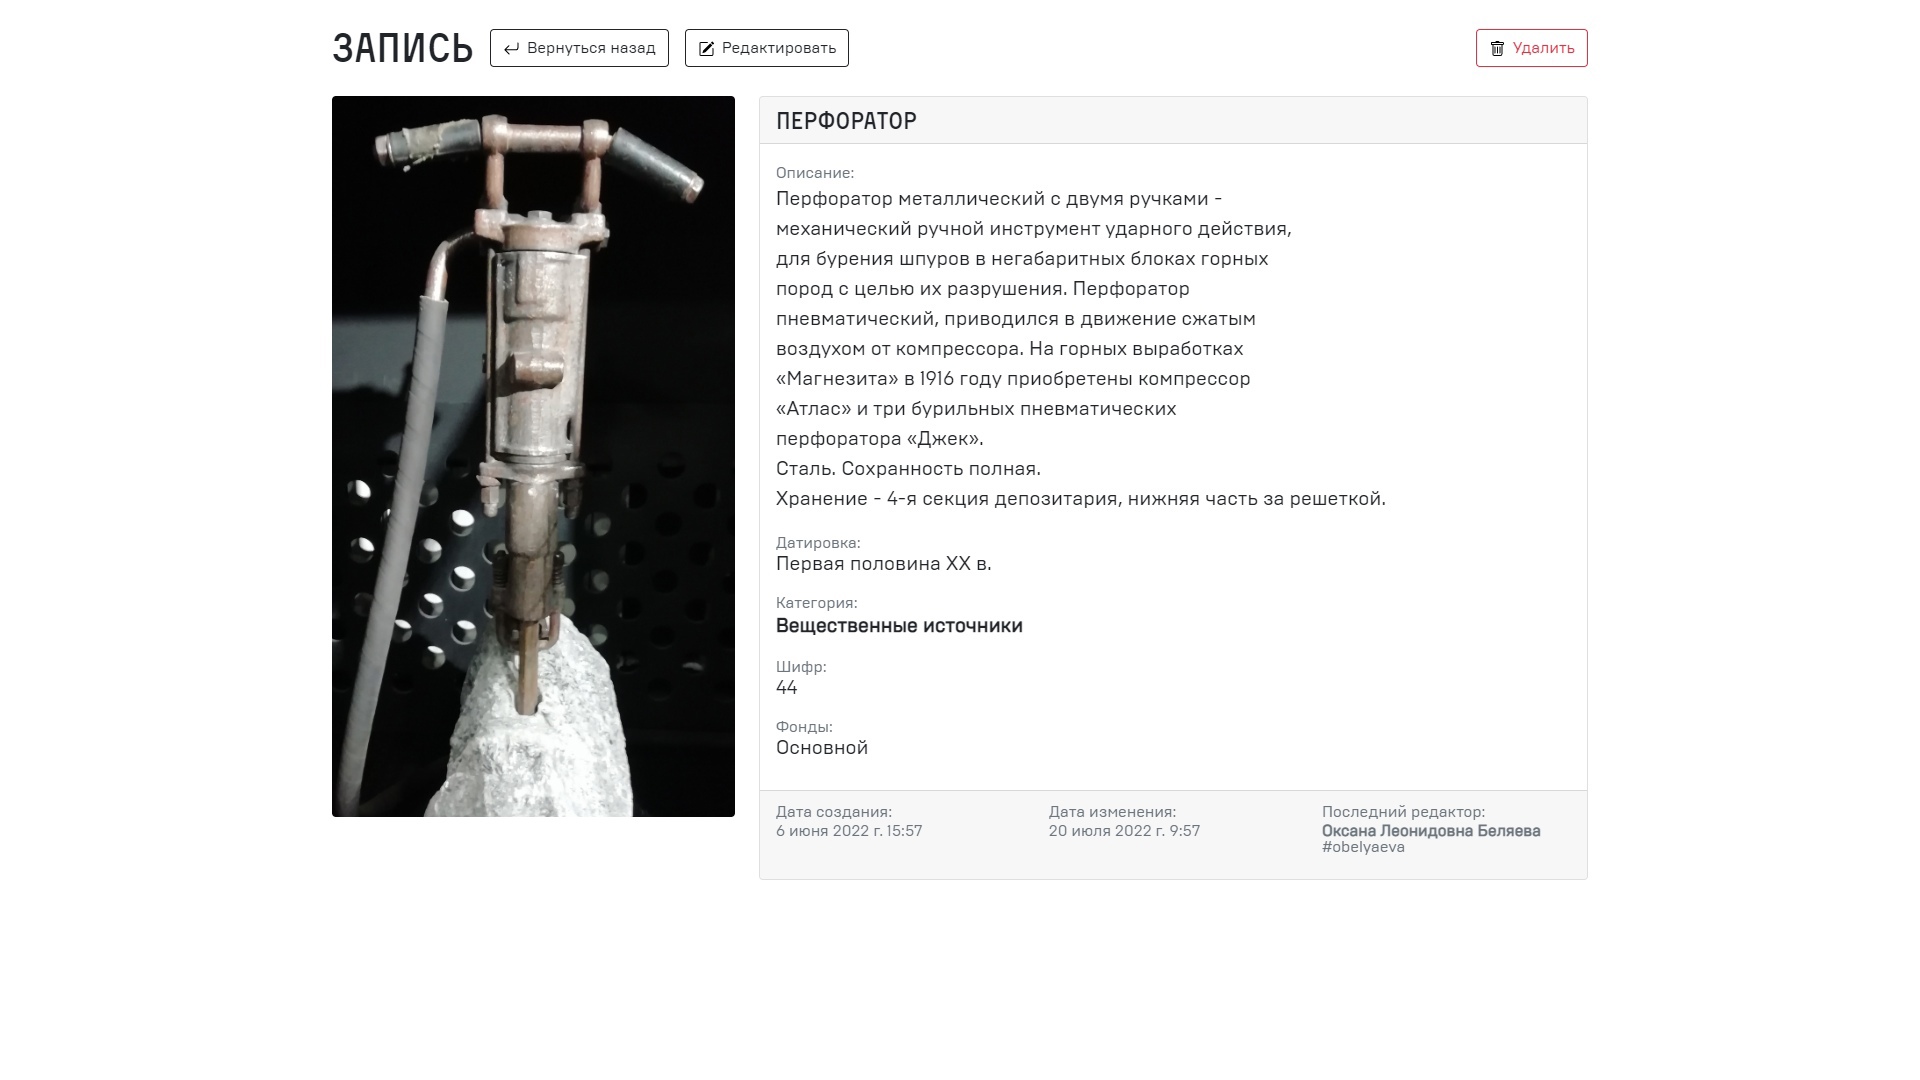 ЗАПИСЬ
Вернуться назад
Редактировать
Удалить
ПЕРФОРАТОР
Описание:
Перфоратор металлический с двумя ручками -
механический ручной инструмент ударного действия,
для бурения шпуров в негабаритных блоках горных
пород с целью их разрушения. Перфоратор
пневматический, приводился в движение сжатым
воздухом от компрессора. На горных выработках
«Магнезита» в 1916 году приобретены компрессор
«Атлас» и три бурильных пневматических
перфоратора «Джек».
Сталь. Сохранность полная.
Хранение - 4-я секция депозитария, нижняя часть за решеткой.
Датировка:
Первая половина XX в.
Категория:
Вещественные источники
Шифр:
44
Фонды:
Основной
Дата создания:
6 июня 2022 г. 15:57
Дата изменения:
20 июля 2022 г. 9:57
Последний редактор:
Оксана Леонидовна Беляева
#obelyaeva